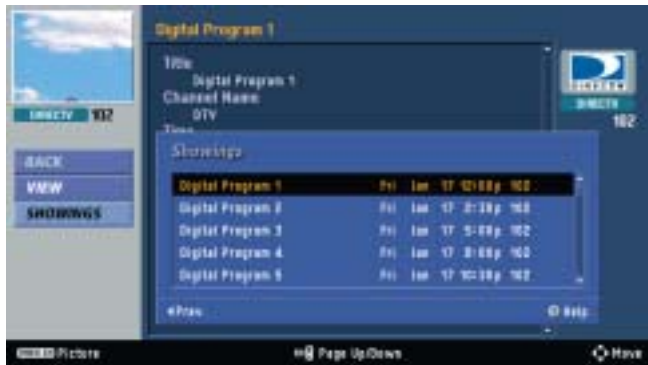 Digital Program 1
Title
Digital Program 1
Channel Name
DTV
Time
DIRECTV
DIRECTV 102
DIRECTV
102
BACK
VIEW
SHOWINGS
Showings
Digital Program 1 Fri Jan 17 102
Digital Program 2 Fri Jan 17 2:30p 102
Digital Program 3 Fri Jan 17 5:00p 102
Digital Program 4 Fri Jan 17 8:00p 102
Digital Program 5 Fri Jan 17 10:30p 102
Prev
Help
Picture
Page Up/Down
Move